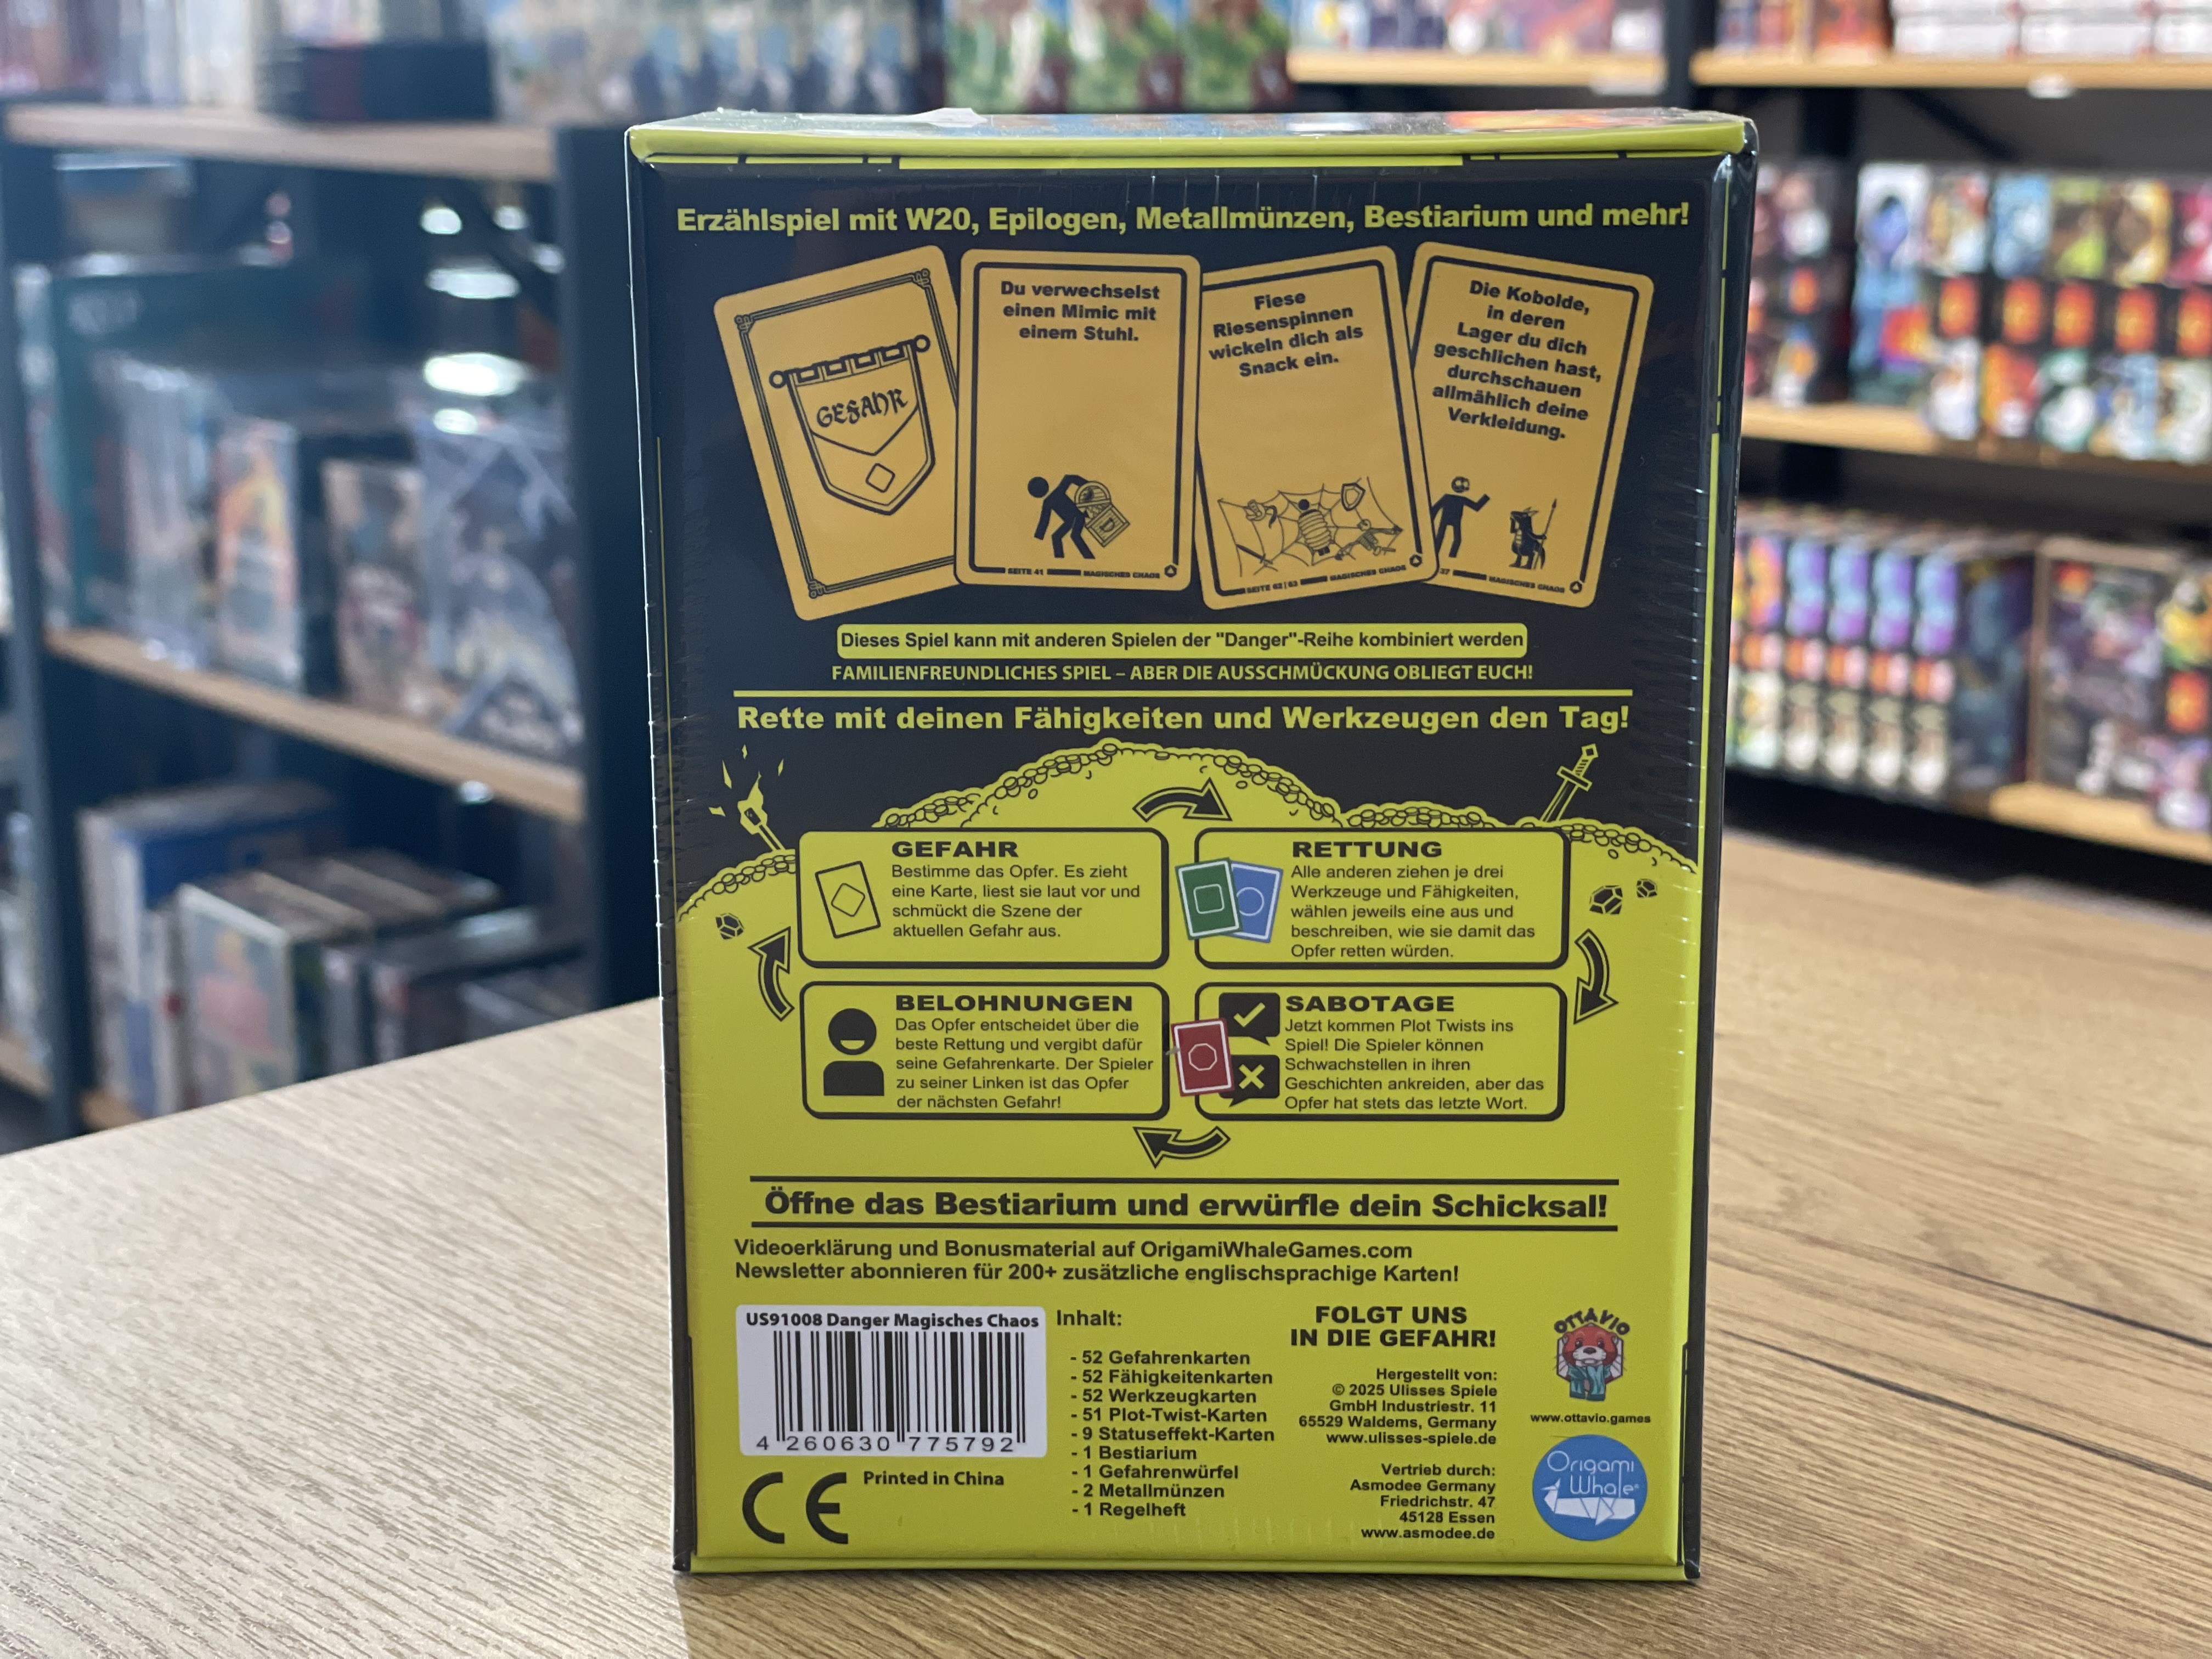 Erzählspiel mit W20, Epilogen, Metallmünzen, Bestiarium und mehr!
GEFAHR
Du verwechselst
einen Mimic mit
einem Stuhl.
SEITE 41
MAGISCHES CHAOS
Fiese
Riesenspinnen
wickeln dich als
Snack ein.
SEITE 62|63
MAGISCHES CHAOS
Die Kobolde,
in deren
Lager du dich
geschlichen hast,
durchschauen
allmählich deine
Verkleidung.
37
MAGISCHES CHAOS
Dieses Spiel kann mit anderen Spielen der "Danger"-Reihe kombiniert werden
FAMILIENFREUNDLICHES SPIEL – ABER DIE AUSSCHMÜCKUNG OBLIEGT EUCH!
Rette mit deinen Fähigkeiten und Werkzeugen den Tag!
GEFAHR
Bestimme das Opfer. Es zieht
eine Karte, liest sie laut vor und
schmückt die Szene der
aktuellen Gefahr aus.
RETTUNG
Alle anderen ziehen je drei
Werkzeuge und Fähigkeiten,
wählen jeweils eine aus und
beschreiben, wie sie damit das
Opfer retten würden.
BELOHNUNGEN
Das Opfer entscheidet über die
beste Rettung und vergibt dafür
seine Gefahrenkarte. Der Spieler
zu seiner Linken ist das Opfer
der nächsten Gefahr!
SABOTAGE
Jetzt kommen Plot Twists ins
Spiel! Die Spieler können
Schwachstellen in ihren
Geschichten ankreiden, aber das
Opfer hat stets das letzte Wort.
Öffne das Bestiarium und erwürfle dein Schicksal!
Videoerklärung und Bonusmaterial auf OrigamiWhaleGames.com
Newsletter abonnieren für 200+ zusätzliche englischsprachige Karten!
US91008 Danger Magisches Chaos
4 260630 775792
CE
Printed in China
Inhalt:
- 52 Gefahrenkarten
- 52 Fähigkeitenkarten
- 52 Werkzeugkarten
- 51 Plot-Twist-Karten
- 9 Statuseffekt-Karten
- 1 Bestiarium
- 1 Gefahrenwürfel
- 2 Metallmünzen
- 1 Regelheft
FOLGT UNS
IN DIE GEFAHR!
Hergestellt von:
© 2025 Ulisses Spiele
GmbH Industriestr. 11
65529 Waldems, Germany
www.ulisses-spiele.de
Vertrieb durch:
Asmodee Germany
Friedrichstr. 47
45128 Essen
www.asmodee.de
OTTAVIO
www.ottavio.games
Origami
Whale®